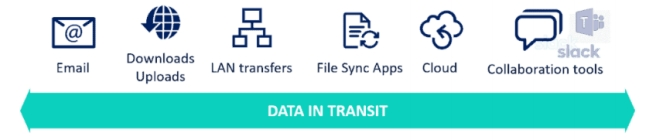 @
Email
Downloads
Uploads
LAN transfers
File Sync Apps
Cloud
T
slack
Collaboration tools
DATA IN TRANSIT